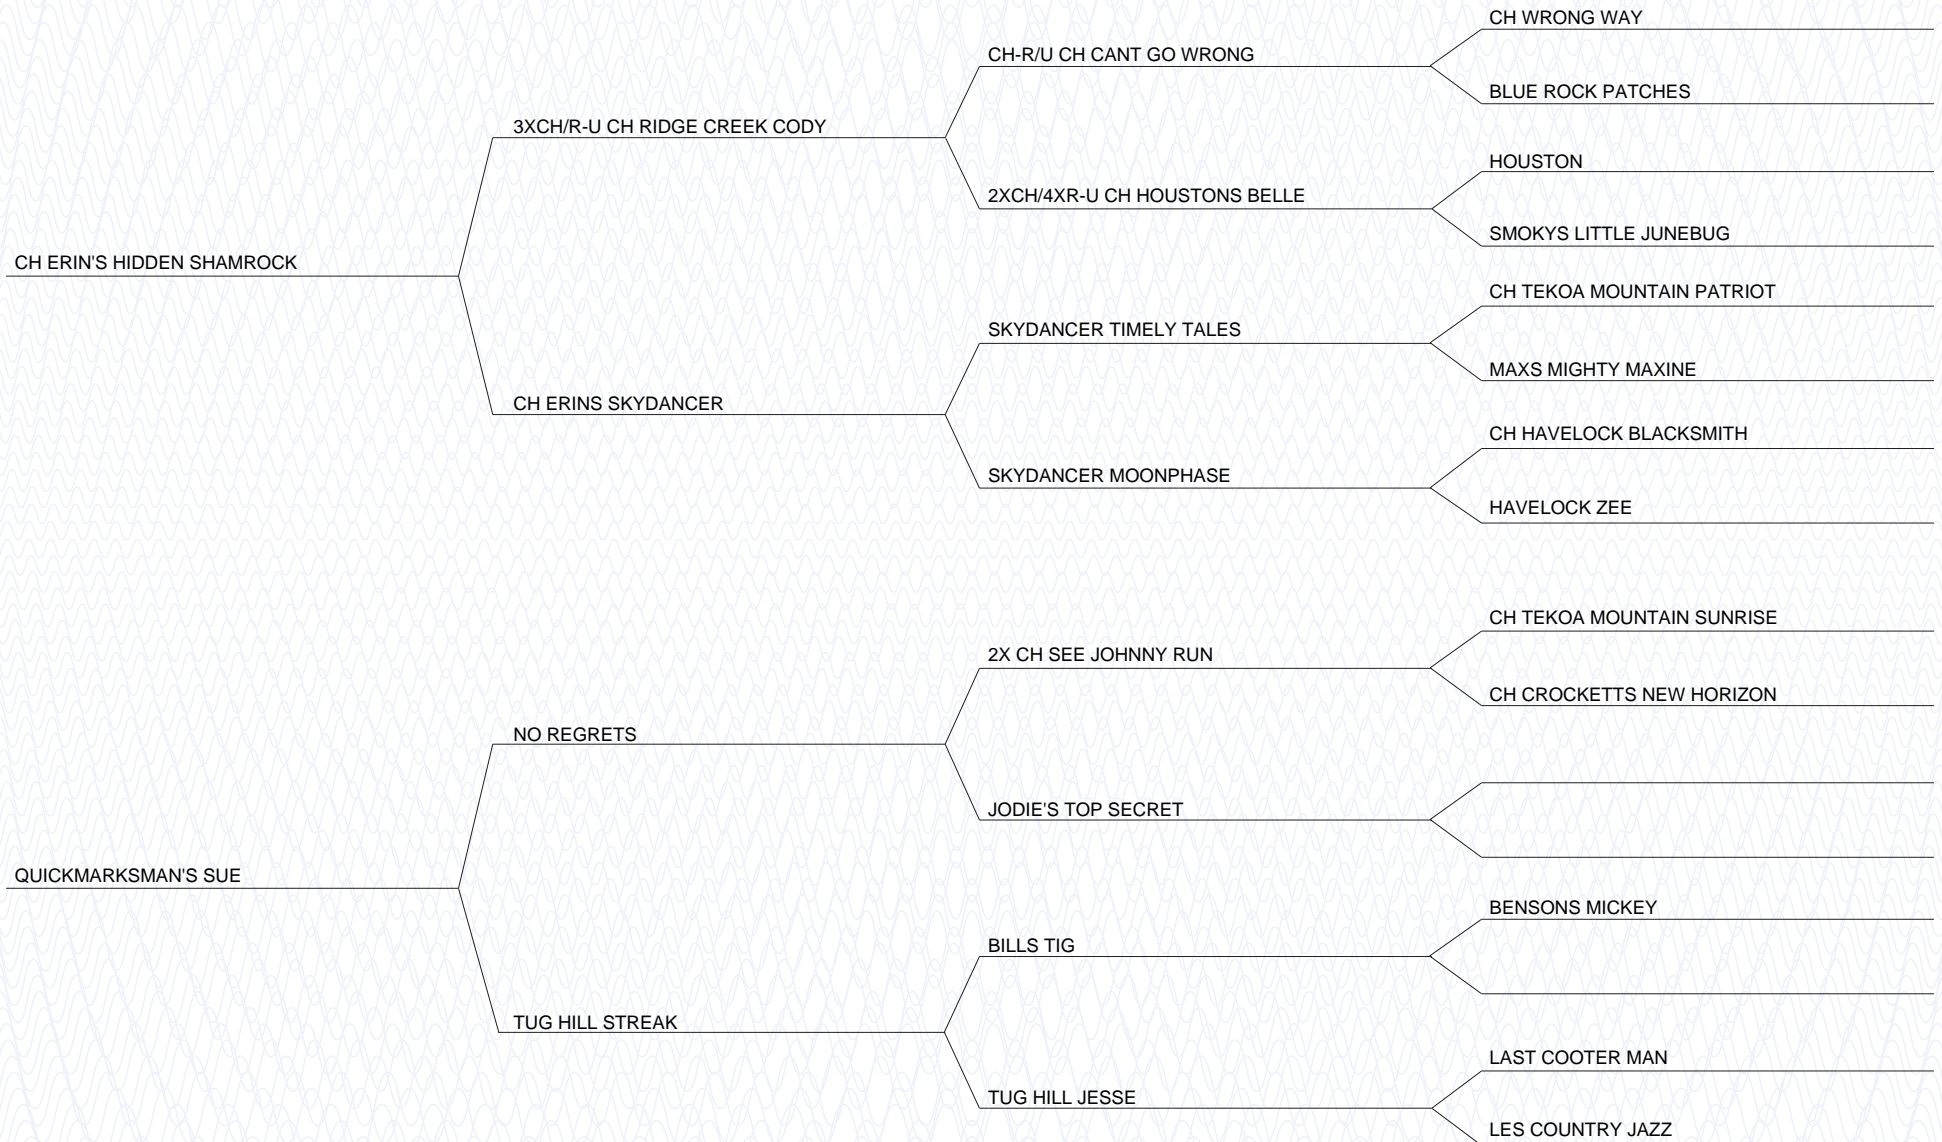 CH WRONG WAY
CH-R/U CH CANT GO WRONG
BLUE ROCK PATCHES
3XCH/R-U CH RIDGE CREEK CODY
HOUSTON
2XCH/4XR-U CH HOUSTONS BELLE
SMOKYS LITTLE JUNEBUG
CH ERIN'S HIDDEN SHAMROCK
CH TEKOA MOUNTAIN PATRIOT
SKYDANCER TIMELY TALES
MAXS MIGHTY MAXINE
CH ERINS SKYDANCER
CH HAVELOCK BLACKSMITH
SKYDANCER MOONPHASE
HAVELOCK ZEE
CH TEKOA MOUNTAIN SUNRISE
2X CH SEE JOHNNY RUN
CH CROCKETTS NEW HORIZON
NO REGRETS
JODIE'S TOP SECRET
QUICKMARKSMAN'S SUE
BENSONS MICKEY
BILLS TIG
TUG HILL STREAK
LAST COOTER MAN
TUG HILL JESSE
LES COUNTRY JAZZ